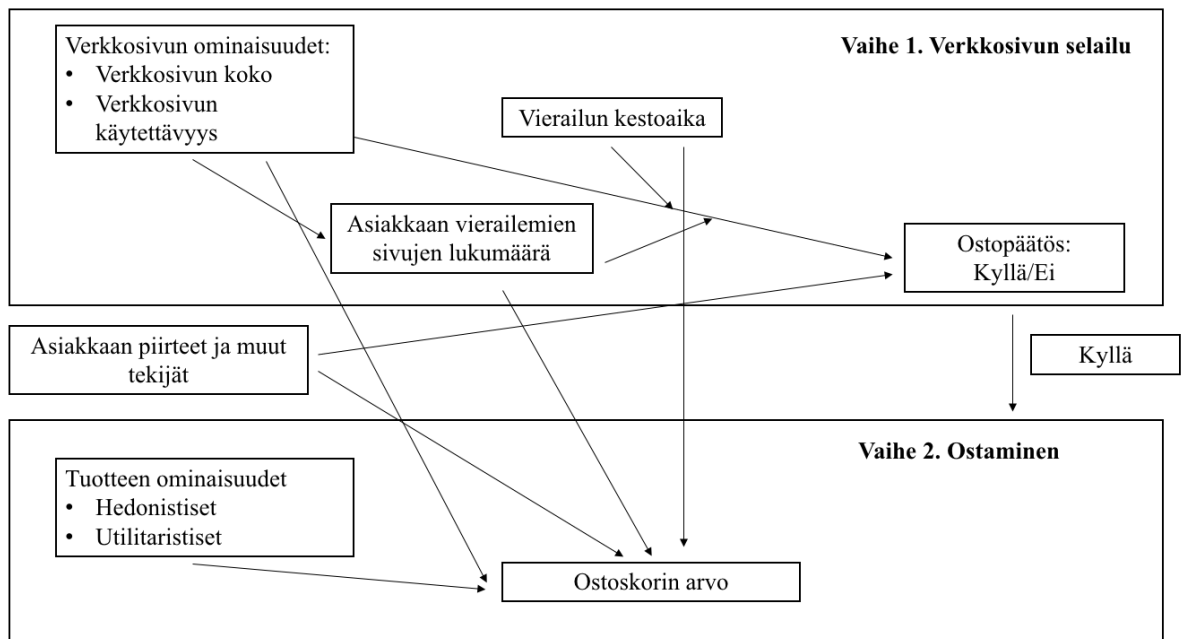 Verkkosivun ominaisuudet:
• Verkkosivun koko
• Verkkosivun
käytettävyys
Vaihe 1. Verkkosivun selailu
Vierailun kestoaika
Asiakkaan vierailemien
sivujen lukumäärä
Ostopäätös:
Kyllä/Ei
Asiakkaan piirteet ja muut
tekijät
Kyllä
Vaihe 2. Ostaminen
Tuotteen ominaisuudet
• Hedonistiset
• Utilitaristiset
Ostoskorin arvo